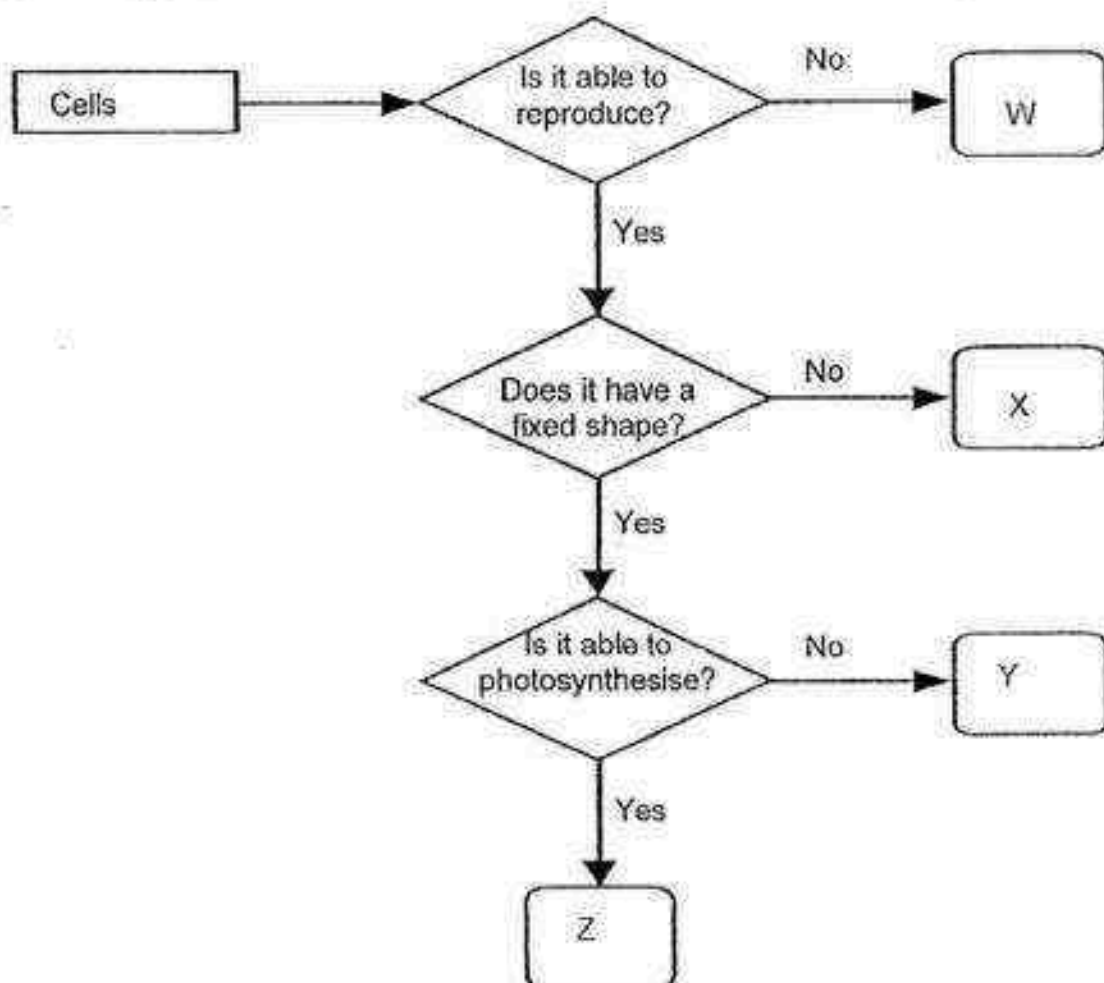 Cells
Is it able to
reproduce?
No
W
Yes
Does it have a
fixed shape?
No
X
Yes
Is it able to
photosynthesise?
No
Y
Yes
Z